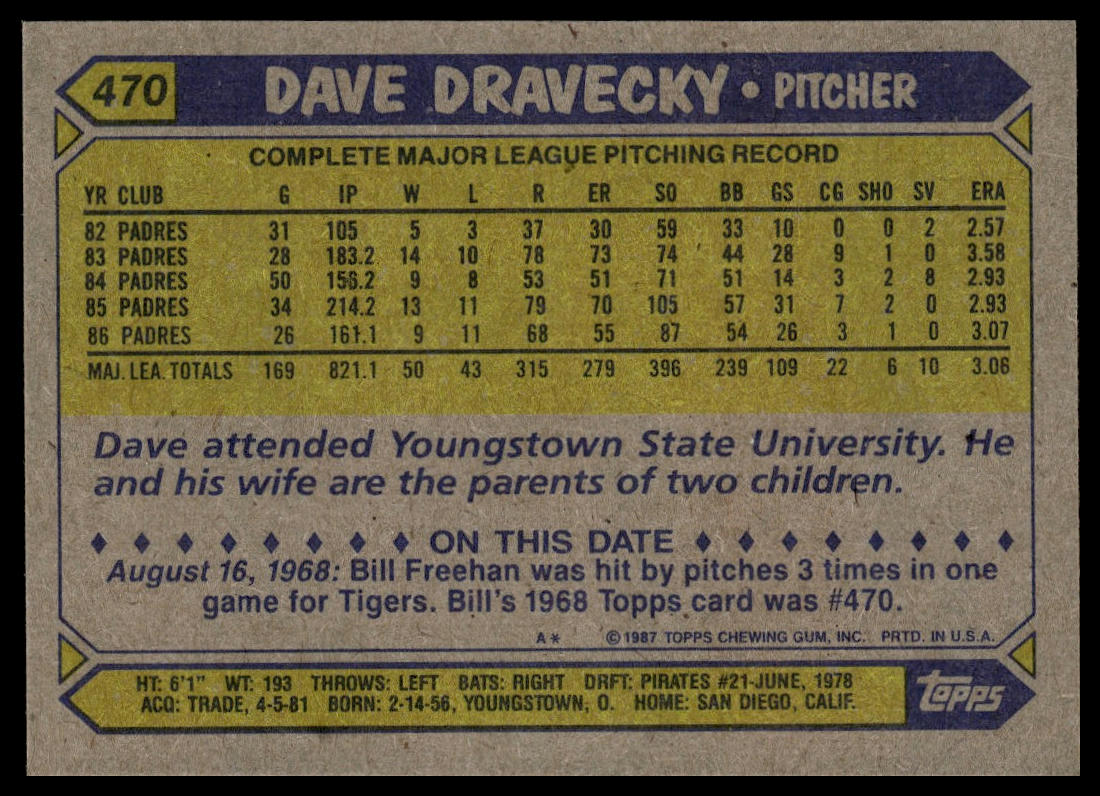 470 DAVE DRAVECKY • PITCHER
COMPLETE MAJOR LEAGUE PITCHING RECORD
YR CLUB G IP W L R ER SO BB GS CG SHO SV ERA
82 PADRES 31 105 5 3 37 30 59 33 10 0 0 2 2.57
83 PADRES 28 183.2 14 10 78 73 74 44 28 9 1 0 3.58
84 PADRES 50 156.2 9 8 53 51 71 51 14 3 2 8 2.93
85 PADRES 34 214.2 13 11 79 70 105 57 31 7 2 0 2.93
86 PADRES 26 161.1 9 11 68 55 87 54 26 3 1 0 3.07
MAJ. LEA. TOTALS 169 821.1 50 43 315 279 396 239 109 22 6 10 3.06
Dave attended Youngstown State University. He
and his wife are the parents of two children.
♦ ♦ ♦ ♦ ♦ ♦ ♦ ♦ ON THIS DATE ♦ ♦ ♦ ♦ ♦ ♦ ♦ ♦
August 16, 1968: Bill Freehan was hit by pitches 3 times in one
game for Tigers. Bill's 1968 Topps card was #470.
A* ©1987 TOPPS CHEWING GUM, INC. PRTD. IN U.S.A.
HT: 6'1" WT: 193 THROWS: LEFT BATS: RIGHT DRFT: PIRATES #21-JUNE, 1978
ACQ: TRADE, 4-5-81 BORN: 2-14-56, YOUNGSTOWN, O. HOME: SAN DIEGO, CALIF.
topps